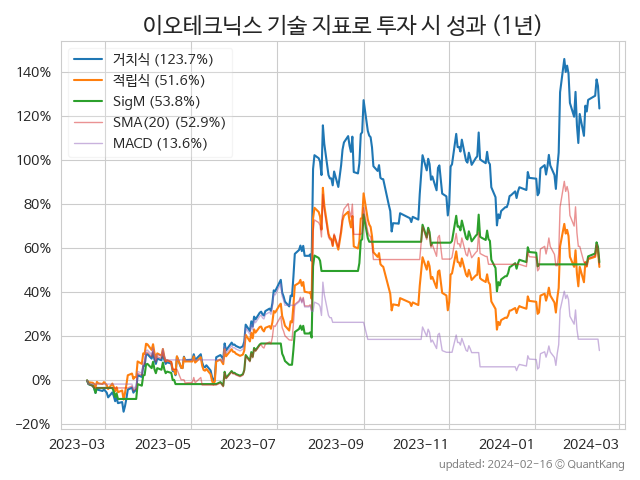 이오테크닉스 기술 지표로 투자 시 성과 (1년)
거치식 (123.7%)
적립식 (51.6%)
SigM (53.8%)
SMA(20) (52.9%)
MACD (13.6%)
140%
120%
100%
80%
60%
40%
20%
0%
−20%
2023-03 2023-05 2023-07 2023-09 2023-11 2024-01 2024-03
updated: 2024-02-16 © QuantKang